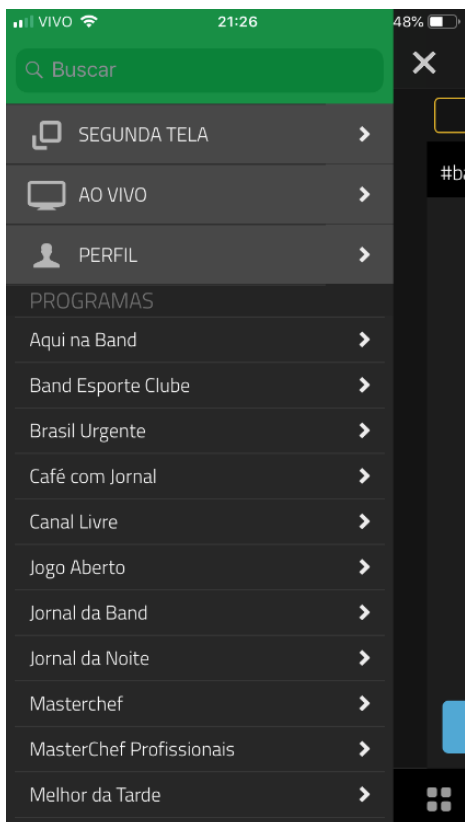 VIVO 21:26 48%
Buscar
SEGUNDA TELA
#ba
AO VIVO
PERFIL
PROGRAMAS
Aqui na Band
Band Esporte Clube
Brasil Urgente
Café com Jornal
Canal Livre
Jogo Aberto
Jornal da Band
Jornal da Noite
Masterchef
MasterChef Profissionais
Melhor da Tarde